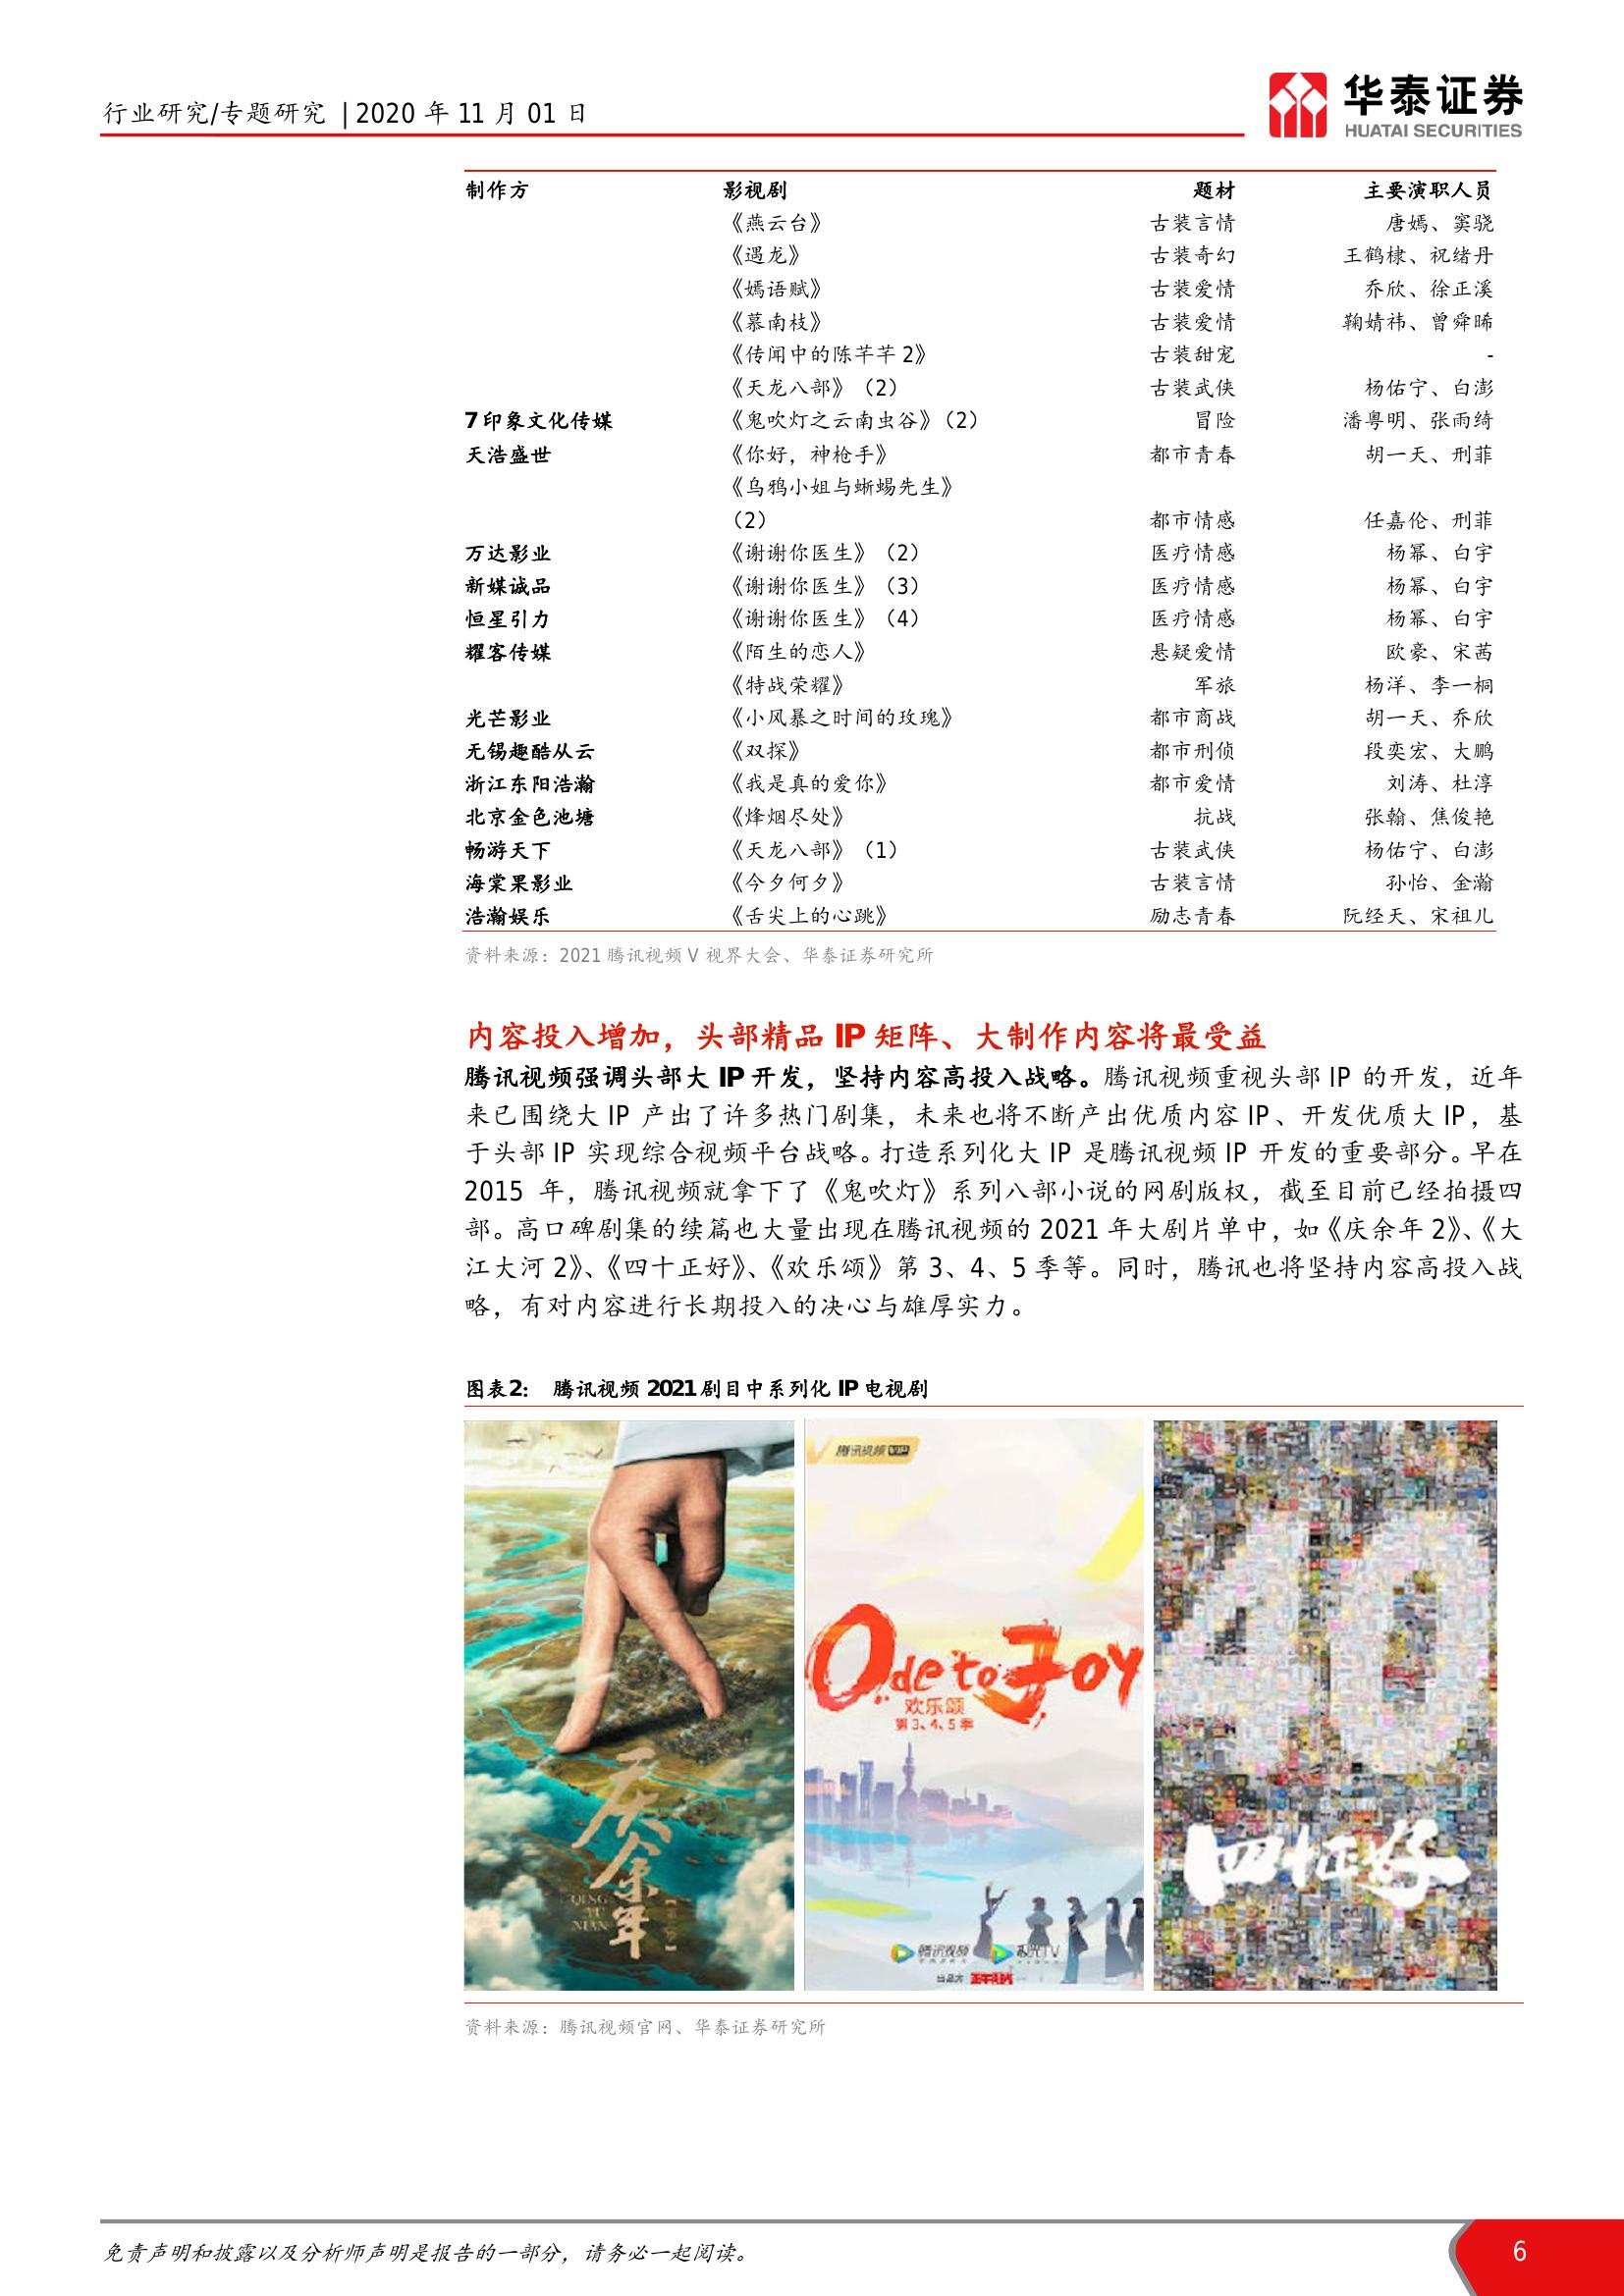 行业研究/专题研究 | 2020 年 11 月 01 日
华泰证券
HUATAI SECURITIES
制作方 影视剧 题材 主要演职人员
《燕云台》 古装言情 唐嫣、窦骁
《遇龙》 古装奇幻 王鹤棣、祝绪丹
《嫣语赋》 古装爱情 乔欣、徐正溪
《慕南枝》 古装爱情 鞠婧祎、曾舜晞
《传闻中的陈芊芊 2》 古装甜宠 -
《天龙八部》（2） 古装武侠 杨佑宁、白澍
7 印象文化传媒 《鬼吹灯之云南虫谷》（2） 冒险 潘粤明、张雨绮
天浩盛世 《你好，神枪手》 都市青春 胡一天、刑菲
《乌鸦小姐与蜥蜴先生》
（2） 都市情感 任嘉伦、刑菲
万达影业 《谢谢你医生》（2） 医疗情感 杨幂、白宇
新媒诚品 《谢谢你医生》（3） 医疗情感 杨幂、白宇
恒星引力 《谢谢你医生》（4） 医疗情感 杨幂、白宇
耀客传媒 《陌生的恋人》 悬疑爱情 欧豪、宋茜
《特战荣耀》 军旅 杨洋、李一桐
光芒影业 《小风暴之时间的玫瑰》 都市商战 胡一天、乔欣
无锡趣酷从云 《双探》 都市刑侦 段奕宏、大鹏
浙江东阳浩瀚 《我是真的爱你》 都市爱情 刘涛、杜淳
北京金色池塘 《烽烟尽处》 抗战 张翰、焦俊艳
畅游天下 《天龙八部》（1） 古装武侠 杨佑宁、白澍
海棠果影业 《今夕何夕》 古装言情 孙怡、金瀚
浩瀚娱乐 《舌尖上的心跳》 励志青春 阮经天、宋祖儿
资料来源：2021 腾讯视频 V 视界大会、华泰证券研究所
内容投入增加，头部精品 IP 矩阵、大制作内容将最受益
腾讯视频强调头部大 IP 开发，坚持内容高投入战略。腾讯视频重视头部 IP 的开发，近年
来已围绕大 IP 产出了许多热门剧集，未来也将不断产出优质内容 IP、开发优质大 IP，基
于头部 IP 实现综合视频平台战略。打造系列化大 IP 是腾讯视频 IP 开发的重要部分。早在
2015 年，腾讯视频就拿下了《鬼吹灯》系列八部小说的网剧版权，截至目前已经拍摄四
部。高口碑剧集的续篇也大量出现在腾讯视频的 2021 年大剧片单中，如《庆余年 2》、《大
江大河 2》、《四十正好》、《欢乐颂》第 3、4、5 季等。同时，腾讯也将坚持内容高投入战
略，有对内容进行长期投入的决心与雄厚实力。
图表2： 腾讯视频 2021 剧目中系列化 IP 电视剧
庆余年
QING
YU
NIAN
腾讯视频 VIP
Ode to Joy
欢乐颂
第 3、4、5 季
腾讯视频
出品方 正午阳光
40
四十正好
资料来源：腾讯视频官网、华泰证券研究所
免责声明和披露以及分析师声明是报告的一部分，请务必一起阅读。
6